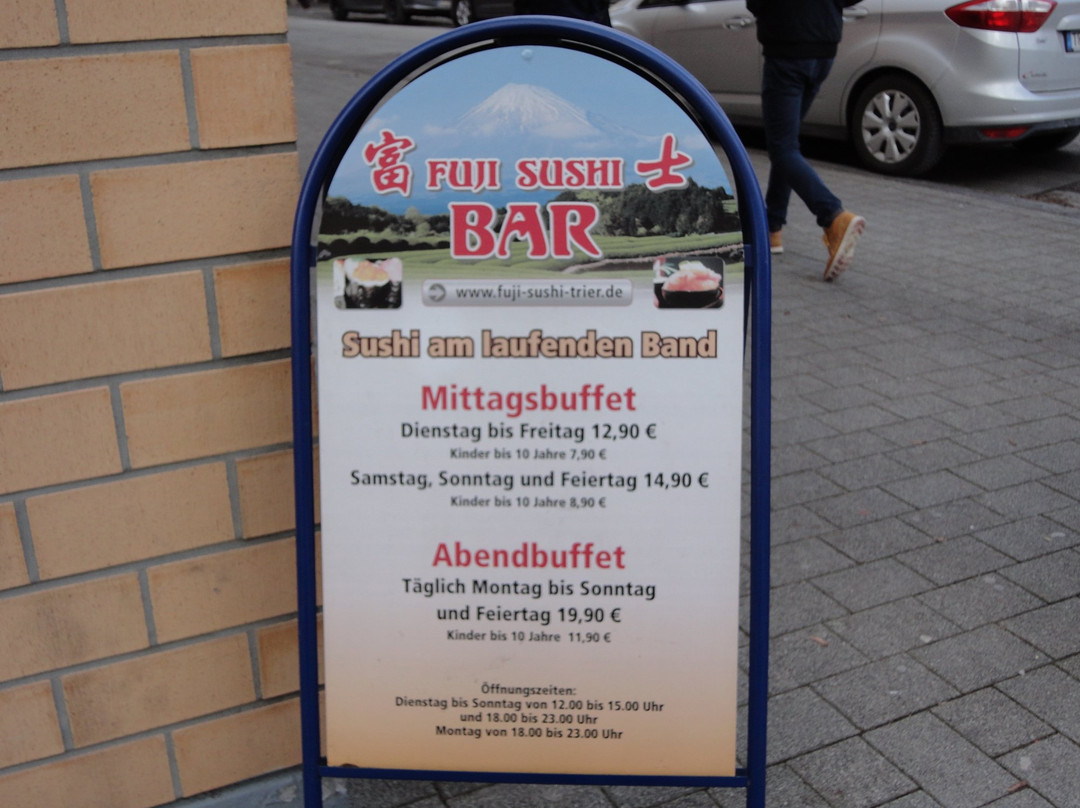 富 FUJI SUSHI 士
BAR
www.fuji-sushi-trier.de
Sushi am laufenden Band
Mittagsbuffet
Dienstag bis Freitag 12,90 €
Kinder bis 10 Jahre 7,90 €
Samstag, Sonntag und Feiertag 14,90 €
Kinder bis 10 Jahre 8,90 €
Abendbuffet
Täglich Montag bis Sonntag
und Feiertag 19,90 €
Kinder bis 10 Jahre 11,90 €
Öffnungszeiten:
Dienstag bis Sonntag von 12.00 bis 15.00 Uhr
und 18.00 bis 23.00 Uhr
Montag von 18.00 bis 23.00 Uhr